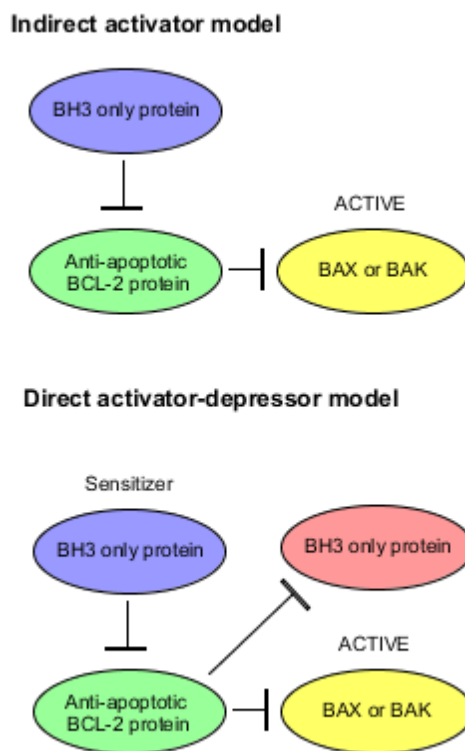 Indirect activator model
BH3 only protein
ACTIVE
Anti-apoptotic
BCL-2 protein
BAX or BAK
Direct activator-depressor model
Sensitizer
BH3 only protein
BH3 only protein
ACTIVE
Anti-apoptotic
BCL-2 protein
BAX or BAK